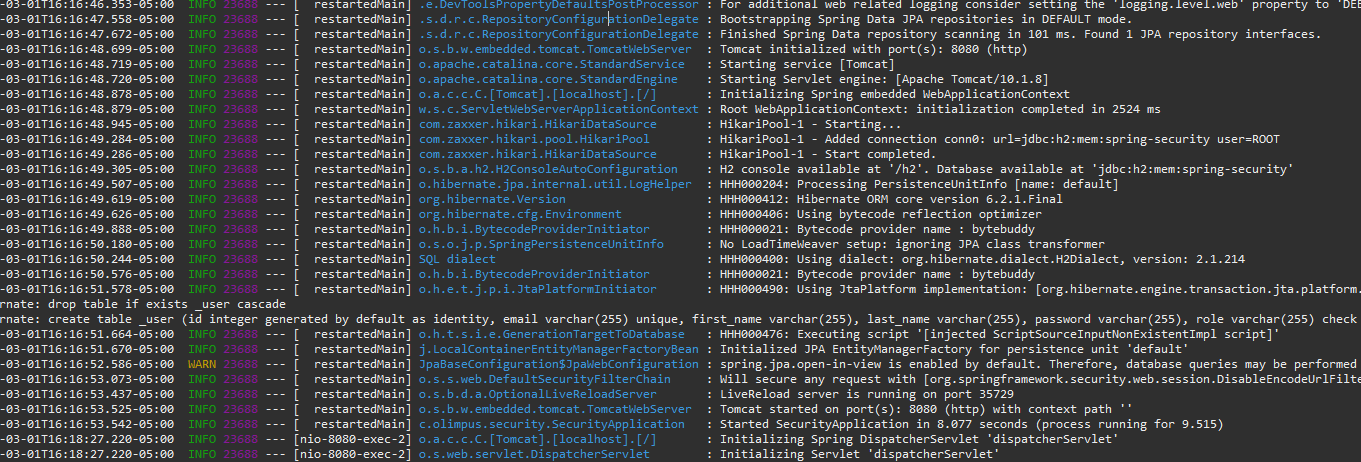 -03-01T16:16:46.353-05:00 INFO 23688 --- [ restartedMain] .e.DevToolsPropertyDefaultsPostProcessor : For additional web related logging consider setting the 'logging.level.web' property to 'DEB
-03-01T16:16:47.558-05:00 INFO 23688 --- [ restartedMain] .s.d.r.c.RepositoryConfigurationDelegate : Bootstrapping Spring Data JPA repositories in DEFAULT mode.
-03-01T16:16:47.672-05:00 INFO 23688 --- [ restartedMain] .s.d.r.c.RepositoryConfigurationDelegate : Finished Spring Data repository scanning in 101 ms. Found 1 JPA repository interfaces.
-03-01T16:16:48.699-05:00 INFO 23688 --- [ restartedMain] o.s.b.w.embedded.tomcat.TomcatWebServer : Tomcat initialized with port(s): 8080 (http)
-03-01T16:16:48.719-05:00 INFO 23688 --- [ restartedMain] o.apache.catalina.core.StandardService : Starting service [Tomcat]
-03-01T16:16:48.720-05:00 INFO 23688 --- [ restartedMain] o.apache.catalina.core.StandardEngine : Starting Servlet engine: [Apache Tomcat/10.1.8]
-03-01T16:16:48.878-05:00 INFO 23688 --- [ restartedMain] o.a.c.c.C.[Tomcat].[localhost].[/] : Initializing Spring embedded WebApplicationContext
-03-01T16:16:48.879-05:00 INFO 23688 --- [ restartedMain] w.s.c.ServletWebServerApplicationContext : Root WebApplicationContext: initialization completed in 2524 ms
-03-01T16:16:48.945-05:00 INFO 23688 --- [ restartedMain] com.zaxxer.hikari.HikariDataSource : HikariPool-1 - Starting...
-03-01T16:16:49.284-05:00 INFO 23688 --- [ restartedMain] com.zaxxer.hikari.pool.HikariPool : HikariPool-1 - Added connection conn0: url=jdbc:h2:mem:spring-security user=ROOT
-03-01T16:16:49.286-05:00 INFO 23688 --- [ restartedMain] com.zaxxer.hikari.HikariDataSource : HikariPool-1 - Start completed.
-03-01T16:16:49.305-05:00 INFO 23688 --- [ restartedMain] o.s.b.a.h2.H2ConsoleAutoConfiguration : H2 console available at '/h2'. Database available at 'jdbc:h2:mem:spring-security'
-03-01T16:16:49.507-05:00 INFO 23688 --- [ restartedMain] o.hibernate.jpa.internal.util.LogHelper : HHH000204: Processing PersistenceUnitInfo [name: default]
-03-01T16:16:49.619-05:00 INFO 23688 --- [ restartedMain] org.hibernate.Version : HHH000412: Hibernate ORM core version 6.2.1.Final
-03-01T16:16:49.626-05:00 INFO 23688 --- [ restartedMain] org.hibernate.cfg.Environment : HHH000406: Using bytecode reflection optimizer
-03-01T16:16:49.888-05:00 INFO 23688 --- [ restartedMain] o.h.b.i.BytecodeProviderInitiator : HHH000021: Bytecode provider name : bytebuddy
-03-01T16:16:50.180-05:00 INFO 23688 --- [ restartedMain] o.s.o.j.p.SpringPersistenceUnitInfo : No LoadTimeWeaver setup: ignoring JPA class transformer
-03-01T16:16:50.244-05:00 INFO 23688 --- [ restartedMain] SQL dialect : HHH000400: Using dialect: org.hibernate.dialect.H2Dialect, version: 2.1.214
-03-01T16:16:50.576-05:00 INFO 23688 --- [ restartedMain] o.h.b.i.BytecodeProviderInitiator : HHH000021: Bytecode provider name : bytebuddy
-03-01T16:16:51.578-05:00 INFO 23688 --- [ restartedMain] o.h.e.t.j.p.i.JtaPlatformInitiator : HHH000490: Using JtaPlatform implementation: [org.hibernate.engine.transaction.jta.platform.
rnate: drop table if exists _user cascade
rnate: create table _user (id integer generated by default as identity, email varchar(255) unique, first_name varchar(255), last_name varchar(255), password varchar(255), role varchar(255) check
-03-01T16:16:51.664-05:00 INFO 23688 --- [ restartedMain] o.h.t.s.i.e.GenerationTargetToDatabase : HHH000476: Executing script '[injected ScriptSourceInputNonExistentImpl script]'
-03-01T16:16:51.670-05:00 INFO 23688 --- [ restartedMain] j.LocalContainerEntityManagerFactoryBean : Initialized JPA EntityManagerFactory for persistence unit 'default'
-03-01T16:16:52.586-05:00 WARN 23688 --- [ restartedMain] JpaBaseConfiguration$JpaWebConfiguration : spring.jpa.open-in-view is enabled by default. Therefore, database queries may be performed
-03-01T16:16:53.073-05:00 INFO 23688 --- [ restartedMain] o.s.s.web.DefaultSecurityFilterChain : Will secure any request with [org.springframework.security.web.session.DisableEncodeUrlFilte
-03-01T16:16:53.437-05:00 INFO 23688 --- [ restartedMain] o.s.b.d.a.OptionalLiveReloadServer : LiveReload server is running on port 35729
-03-01T16:16:53.525-05:00 INFO 23688 --- [ restartedMain] o.s.b.w.embedded.tomcat.TomcatWebServer : Tomcat started on port(s): 8080 (http) with context path ''
-03-01T16:16:53.542-05:00 INFO 23688 --- [ restartedMain] c.olimpus.security.SecurityApplication : Started SecurityApplication in 8.077 seconds (process running for 9.515)
-03-01T16:18:27.220-05:00 INFO 23688 --- [nio-8080-exec-2] o.a.c.c.C.[Tomcat].[localhost].[/] : Initializing Spring DispatcherServlet 'dispatcherServlet'
-03-01T16:18:27.220-05:00 INFO 23688 --- [nio-8080-exec-2] o.s.web.servlet.DispatcherServlet : Initializing Servlet 'dispatcherServlet'